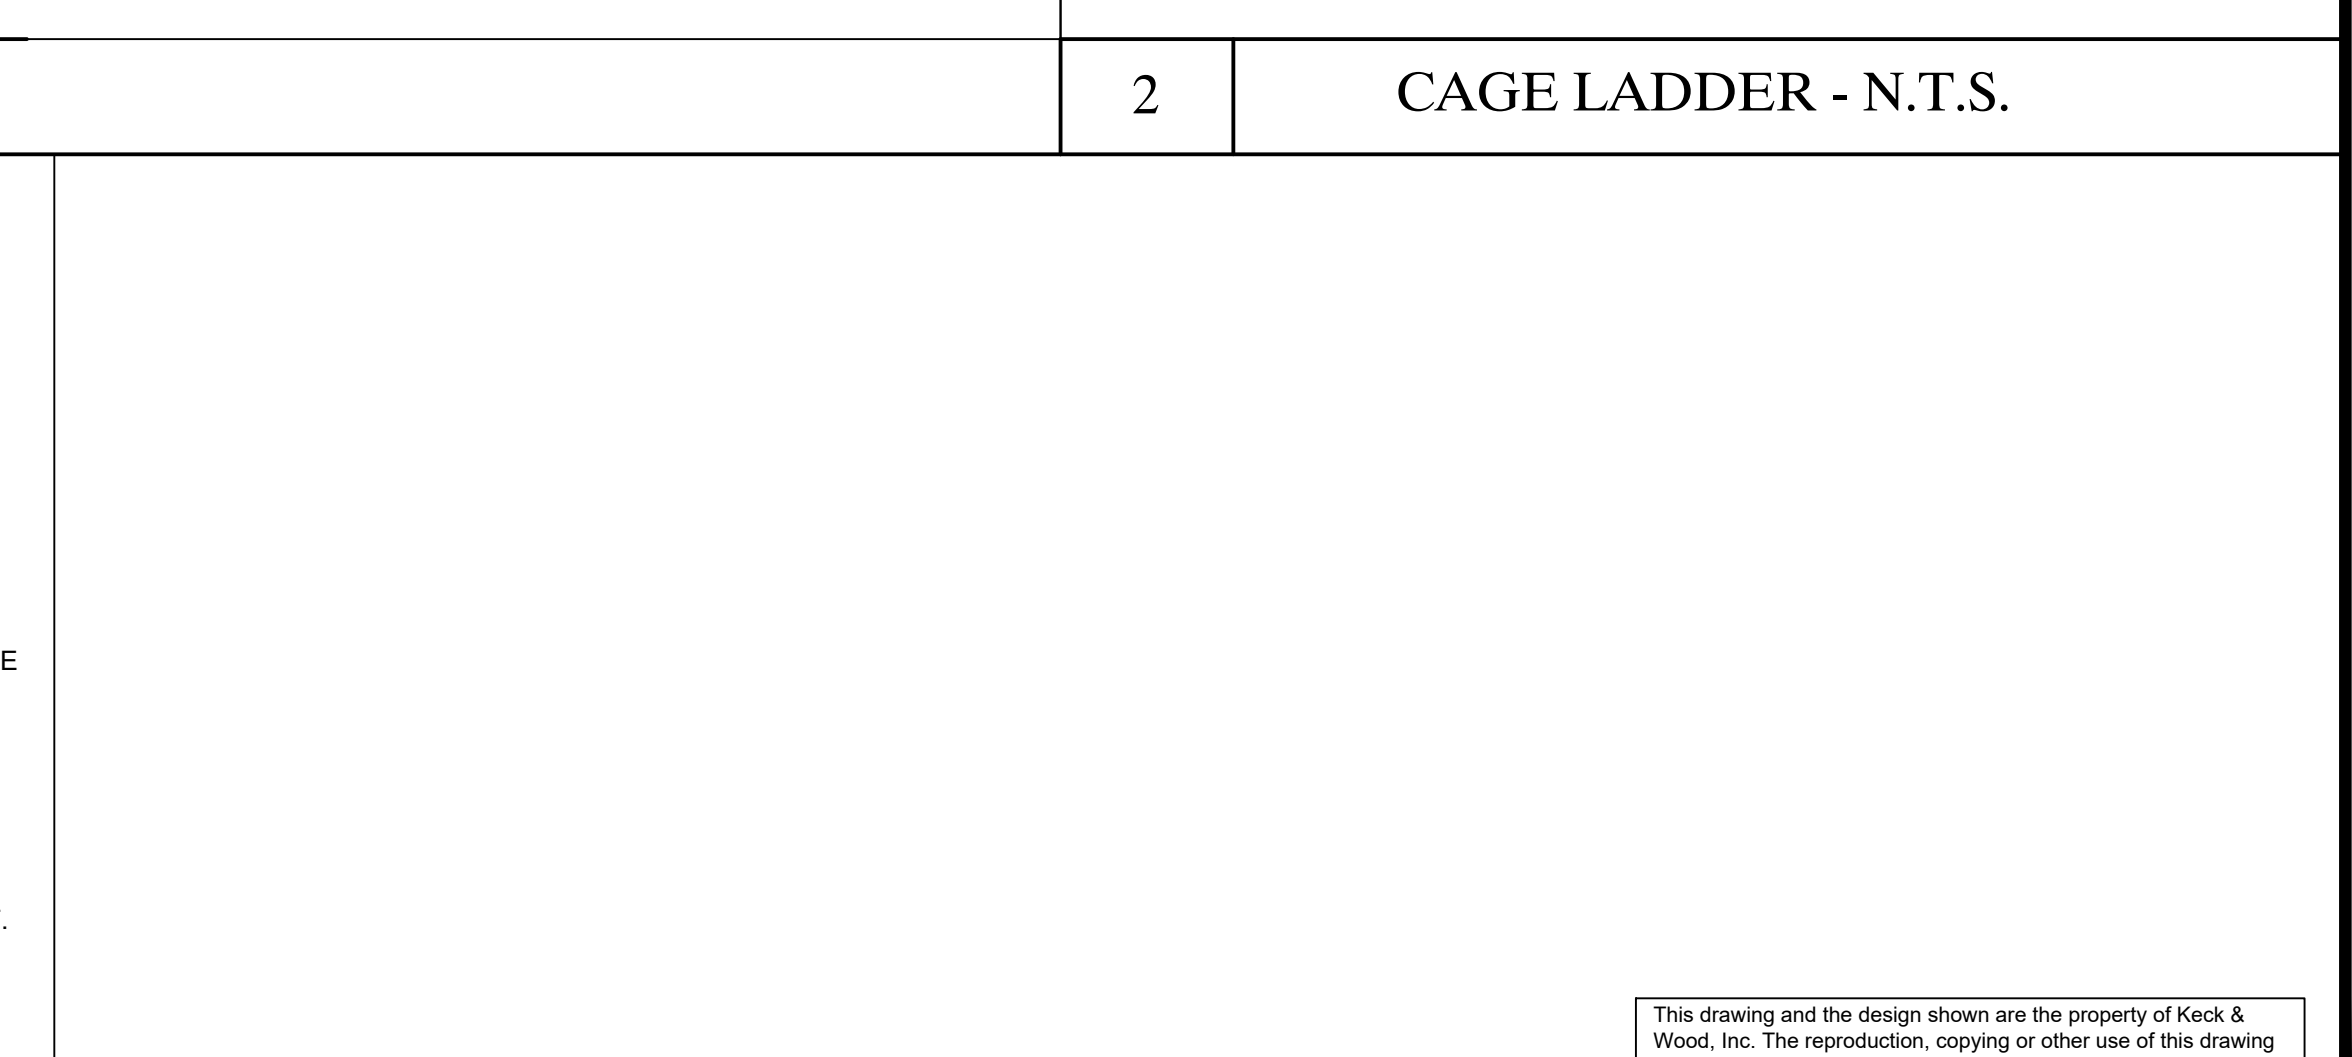 2
CAGE LADDER - N.T.S.
E
.
This drawing and the design shown are the property of Keck &
Wood, Inc. The reproduction, copying or other use of this drawing